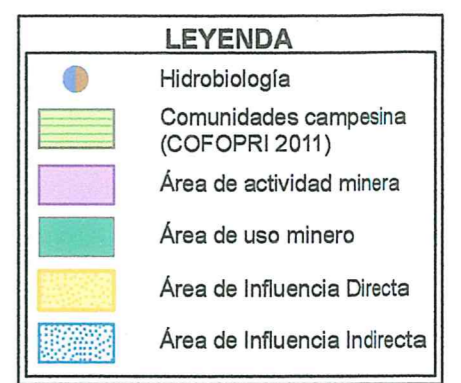 LEYENDA
Hidrobiología
Comunidades campesina
(COFOPRI 2011)
Área de actividad minera
Área de uso minero
Área de Influencia Directa
Área de Influencia Indirecta